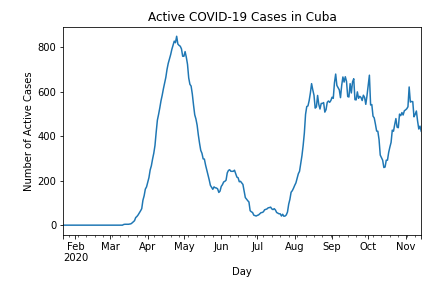 Active COVID-19 Cases in Cuba
Number of Active Cases
800
600
400
200
0
Feb Mar Apr May Jun Jul Aug Sep Oct Nov
2020
Day